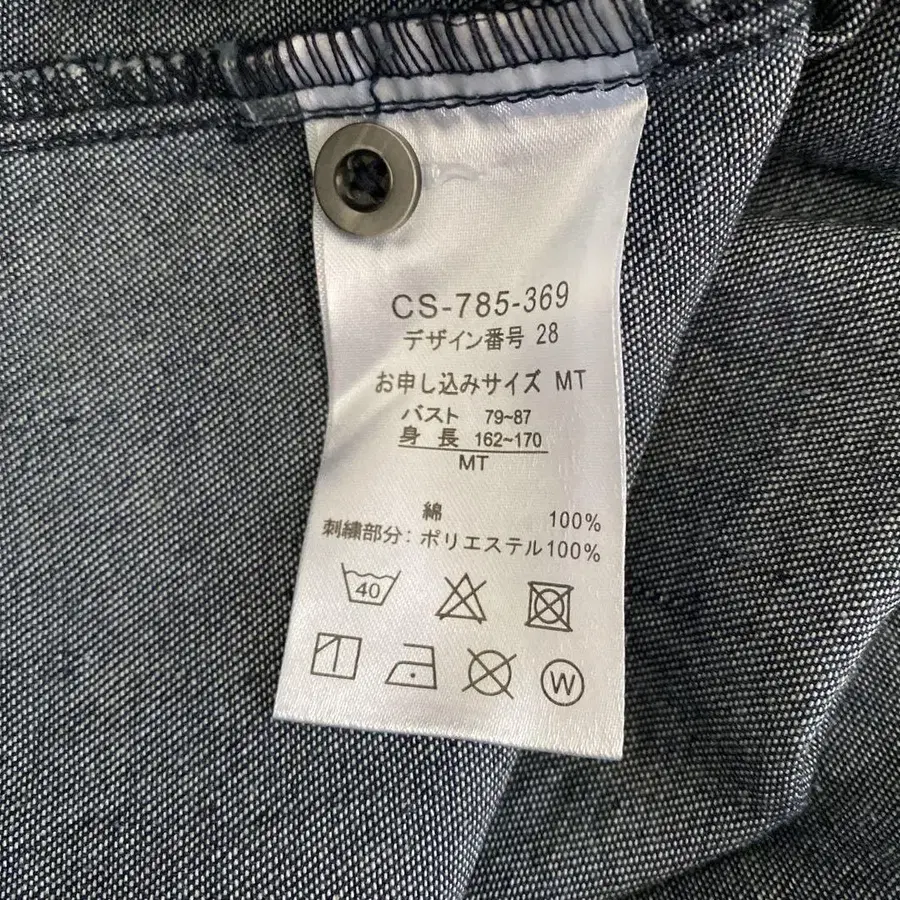 CS-785-369
デザイン番号 28
お申し込みサイズ MT
バスト 79~87
身 長 162~170
MT
綿 100%
刺繍部分: ポリエステル100%
40
W